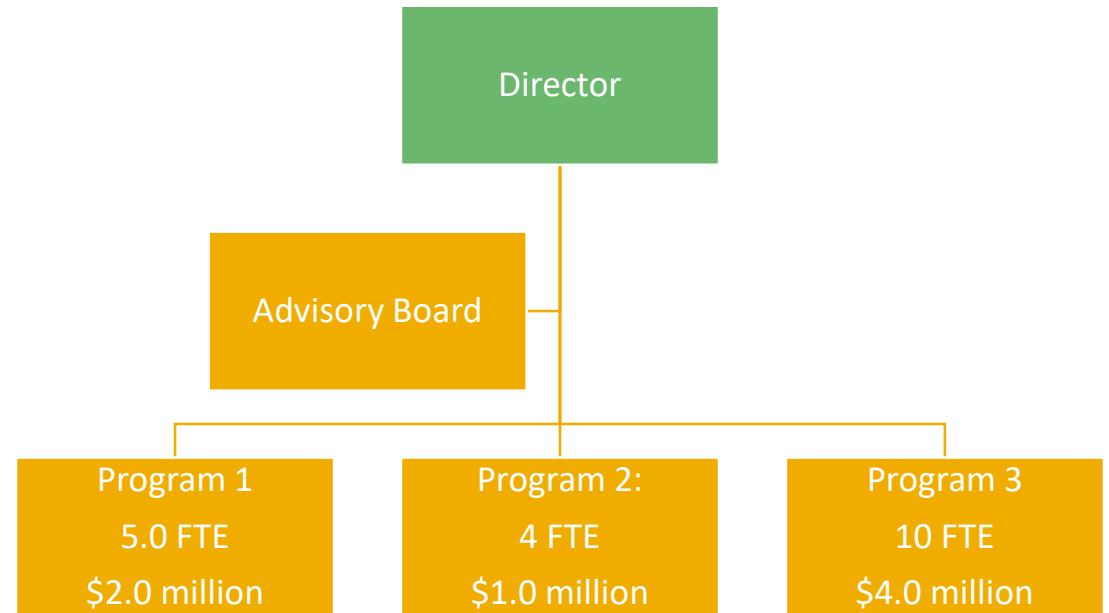 Director
Advisory Board
Program 1
5.0 FTE
$2.0 million
Program 2:
4 FTE
$1.0 million
Program 3
10 FTE
$4.0 million